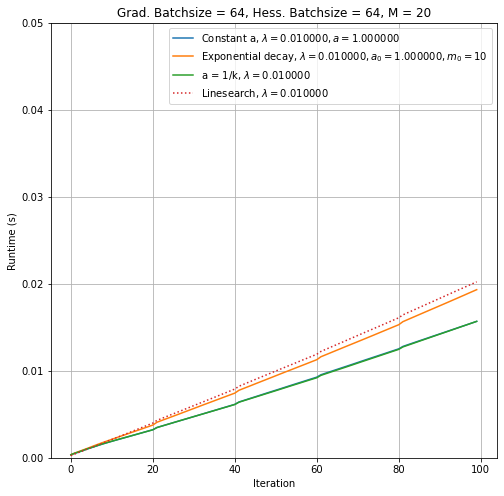 Grad. Batchsize = 64, Hess. Batchsize = 64, M = 20
Constant a, λ = 0.010000, a = 1.000000
Exponential decay, λ = 0.010000, a₀ = 1.000000, m₀ = 10
a = 1/k, λ = 0.010000
Linesearch, λ = 0.010000
0.05
0.04
0.03
0.02
0.01
0.00
Runtime (s)
0 20 40 60 80 100
Iteration